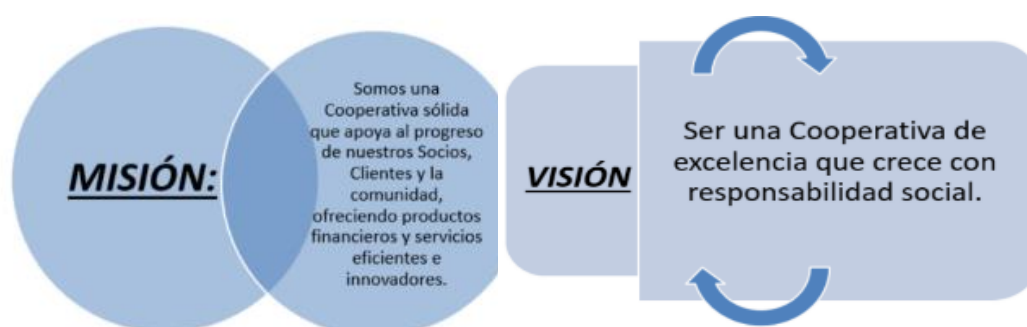 MISIÓN:
Somos una
Cooperativa sólida
que apoya al progreso
de nuestros Socios,
Clientes y la
comunidad,
ofreciendo productos
financieros y servicios
eficientes e
innovadores.
VISIÓN
Ser una Cooperativa de
excelencia que crece con
responsabilidad social.